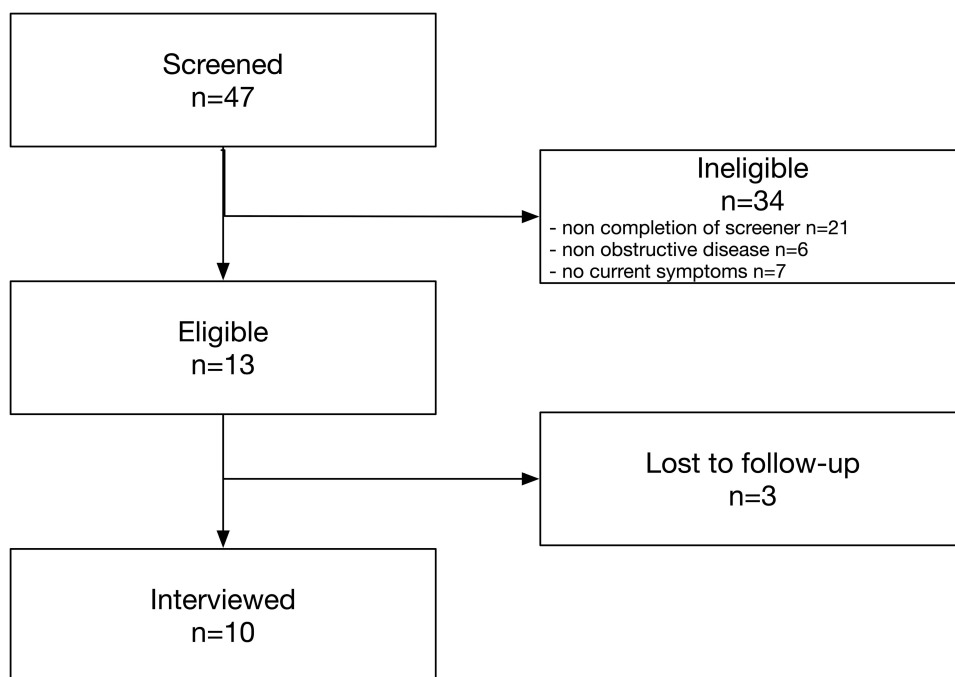 Screened
n=47
Ineligible
n=34
- non completion of screener n=21
- non obstructive disease n=6
- no current symptoms n=7
Eligible
n=13
Lost to follow-up
n=3
Interviewed
n=10